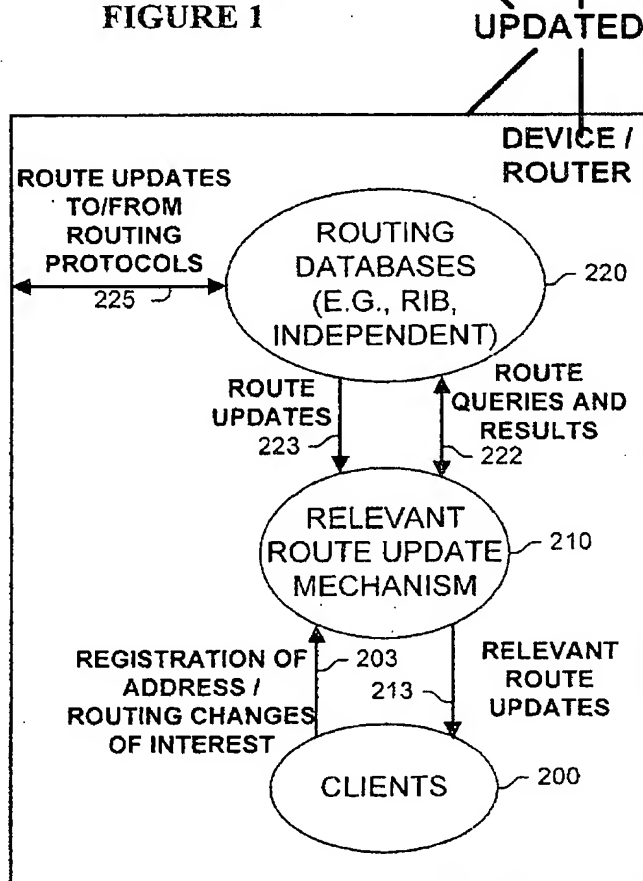 FIGURE 1
UPDATED
DEVICE /
ROUTER
ROUTE UPDATES
TO/FROM
ROUTING
PROTOCOLS
225
ROUTING
DATABASES
(E.G., RIB,
INDEPENDENT)
220
ROUTE
UPDATES
223
ROUTE
QUERIES AND
RESULTS
222
RELEVANT
ROUTE UPDATE
MECHANISM
210
REGISTRATION OF
ADDRESS /
ROUTING CHANGES
OF INTEREST
203
213
RELEVANT
ROUTE
UPDATES
CLIENTS
200